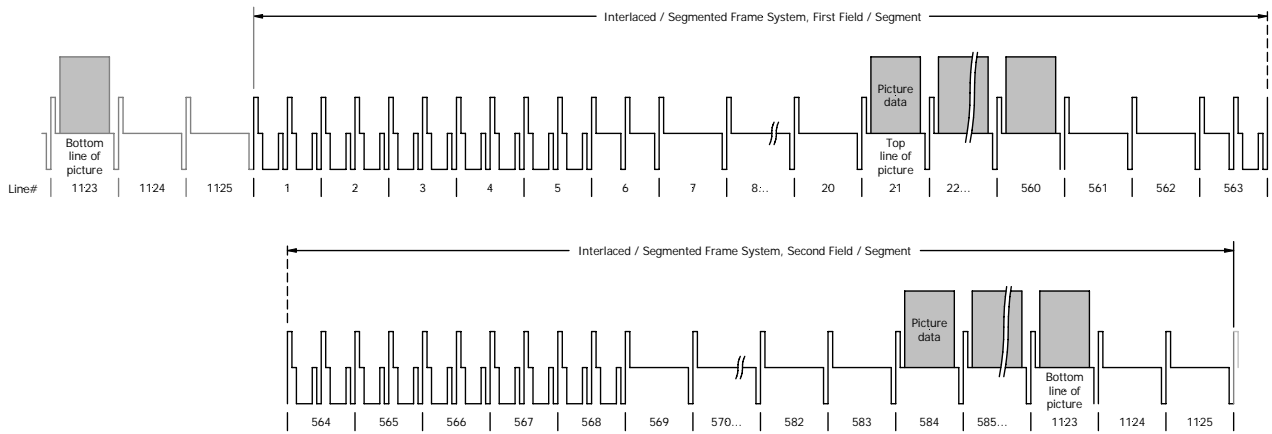 Interlaced / Segmented Frame System, First Field / Segment
Picture
data
Bottom
line of
picture
Top
line of
picture
Line# 1123 1124 1125 1 2 3 4 5 6 7 8:.. 20 21 22... 560 561 562 563
Interlaced / Segmented Frame System, Second Field / Segment
Picture
data
Bottom
line of
picture
564 565 566 567 568 569 570... 582 583 584 585... 1123 1124 1125